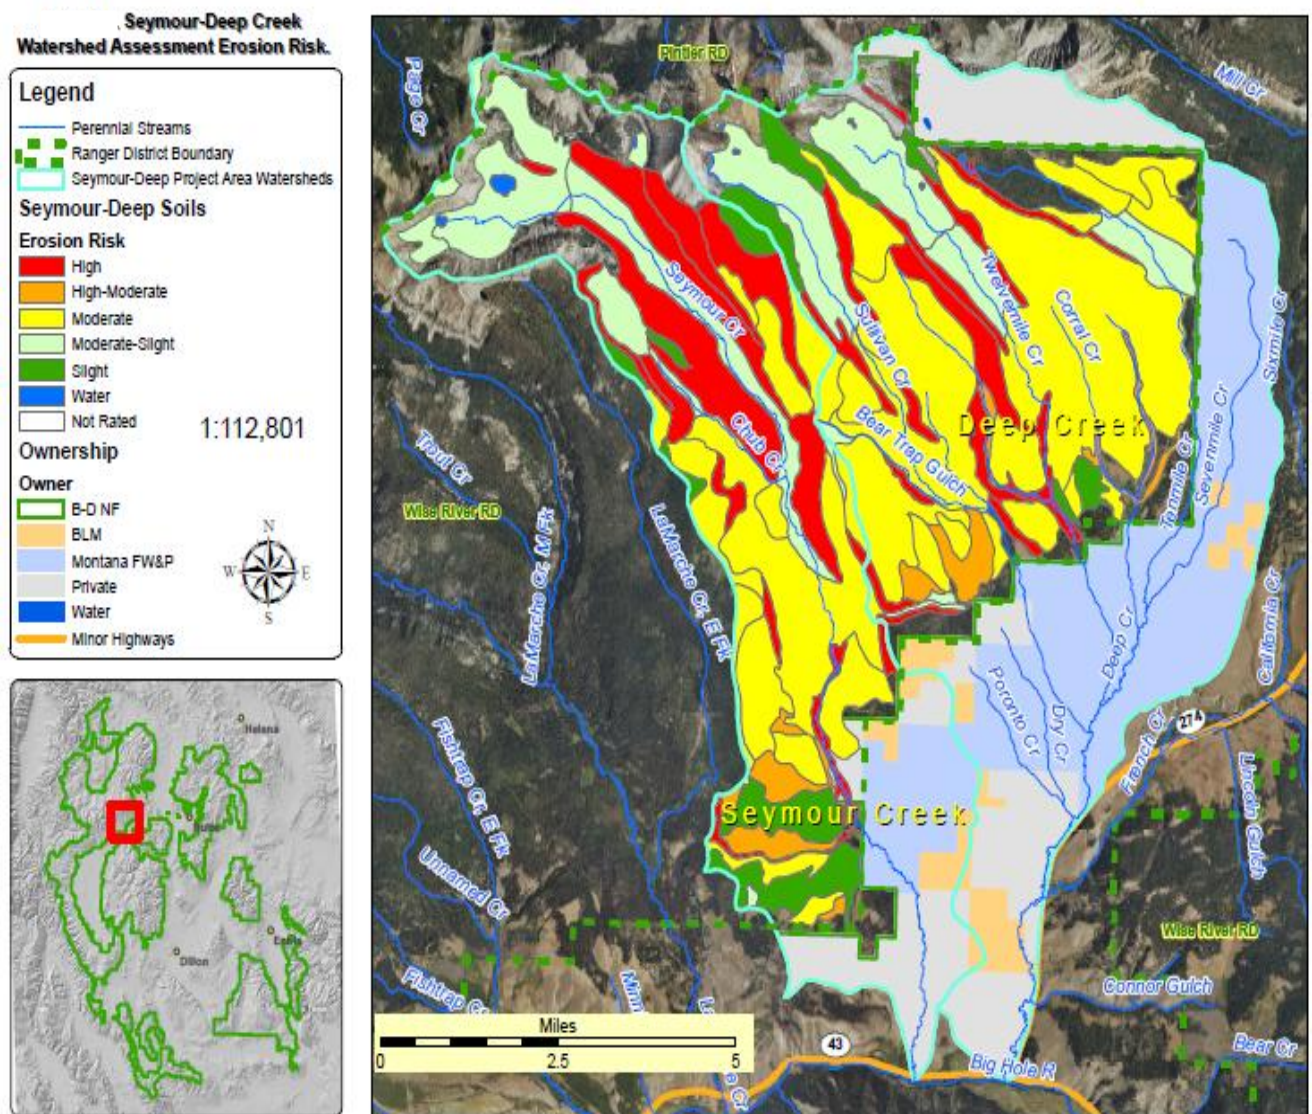 . Seymour-Deep Creek
Watershed Assessment Erosion Risk.
Legend
Perennial Streams
Ranger District Boundary
Seymour-Deep Project Area Watersheds
Seymour-Deep Soils
Erosion Risk
High
High-Moderate
Moderate
Moderate-Slight
Slight
Water
Not Rated
1:112,801
Ownership
Owner
B-D NF
BLM
Montana FW&P
Private
Water
Minor Highways
N
W
E
S
Helena
Dillon
Pintler RD
Page Cr
Mill Cr
Seymour Cr
Sullivan Cr
Twelvemile Cr
Corral Cr
Sixmile Cr
Chub Cr
Bear Trap Gulch
Deep Creek
Tenmile Cr
Sevenmile Cr
Trout Cr
Wise River RD
LaMarche Cr, M Fk
LaMarche Cr, E Fk
California Cr
Deep Cr
Poronto Cr
Dry Cr
French Cr
274
Lincoln Gulch
Fishtrap Cr, E Fk
Seymour Creek
Unnamed Cr
Wise River RD
Connor Gulch
Fishtrap
Bear Cr
Miles
0
2.5
5
43
Big Hole R